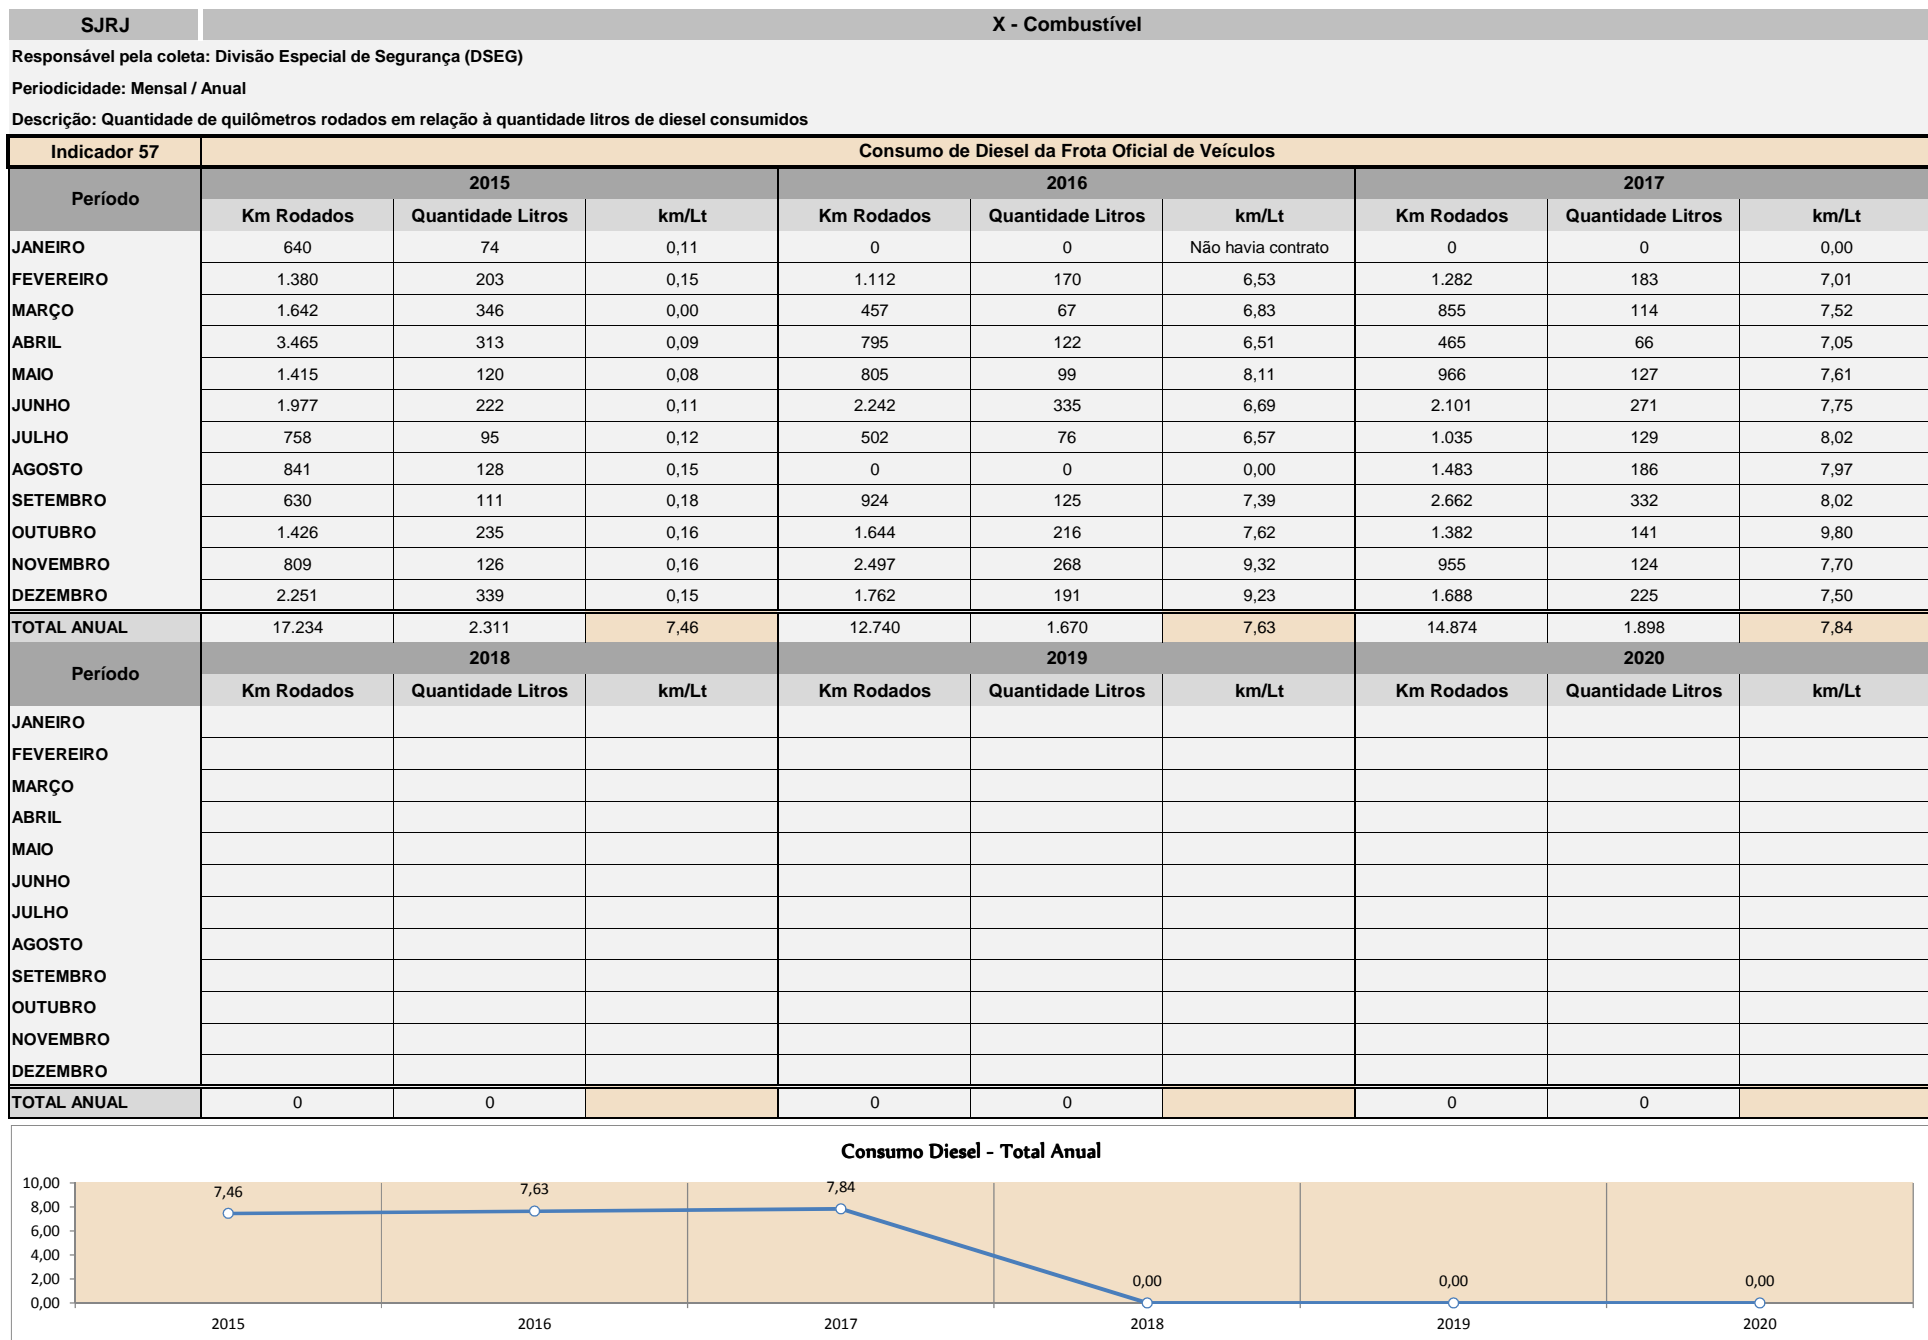 SJRJ X - Combustível
Responsável pela coleta: Divisão Especial de Segurança (DSEG)
Periodicidade: Mensal / Anual
Descrição: Quantidade de quilômetros rodados em relação à quantidade litros de diesel consumidos
Indicador 57 Consumo de Diesel da Frota Oficial de Veículos
Período 2015 2016 2017
Km Rodados Quantidade Litros km/Lt Km Rodados Quantidade Litros km/Lt Km Rodados Quantidade Litros km/Lt
JANEIRO 640 74 0,11 0 0 Não havia contrato 0 0 0,00
FEVEREIRO 1.380 203 0,15 1.112 170 6,53 1.282 183 7,01
MARÇO 1.642 346 0,00 457 67 6,83 855 114 7,52
ABRIL 3.465 313 0,09 795 122 6,51 465 66 7,05
MAIO 1.415 120 0,08 805 99 8,11 966 127 7,61
JUNHO 1.977 222 0,11 2.242 335 6,69 2.101 271 7,75
JULHO 758 95 0,12 502 76 6,57 1.035 129 8,02
AGOSTO 841 128 0,15 0 0 0,00 1.483 186 7,97
SETEMBRO 630 111 0,18 924 125 7,39 2.662 332 8,02
OUTUBRO 1.426 235 0,16 1.644 216 7,62 1.382 141 9,80
NOVEMBRO 809 126 0,16 2.497 268 9,32 955 124 7,70
DEZEMBRO 2.251 339 0,15 1.762 191 9,23 1.688 225 7,50
TOTAL ANUAL 17.234 2.311 7,46 12.740 1.670 7,63 14.874 1.898 7,84
Período 2018 2019 2020
Km Rodados Quantidade Litros km/Lt Km Rodados Quantidade Litros km/Lt Km Rodados Quantidade Litros km/Lt
JANEIRO
FEVEREIRO
MARÇO
ABRIL
MAIO
JUNHO
JULHO
AGOSTO
SETEMBRO
OUTUBRO
NOVEMBRO
DEZEMBRO
TOTAL ANUAL 0 0 0 0 0 0
Consumo Diesel - Total Anual
10,00
8,00
6,00
4,00
2,00
0,00
7,46 7,63 7,84 0,00 0,00 0,00
2015 2016 2017 2018 2019 2020